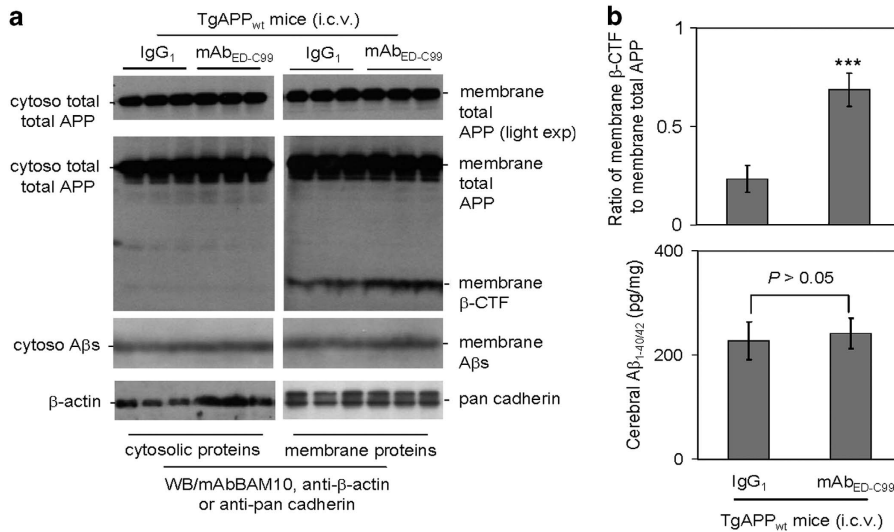 a
TgAPPwt mice (i.c.v.)
IgG1 mAbED-C99 IgG1 mAbED-C99
cytoso total
total APP
membrane
total
APP (light exp)
cytoso total
total APP
membrane
total
APP
membrane
β-CTF
cytoso Aβs
membrane
Aβs
β-actin
pan cadherin
cytosolic proteins membrane proteins
WB/mAbBAM10, anti-β-actin
or anti-pan cadherin
b
Ratio of membrane β-CTF
to membrane total APP
1
0.5
0
***
Cerebral Aβ1-40/42 (pg/mg)
400
200
0
P > 0.05
IgG1 mAbED-C99
TgAPPwt mice (i.c.v.)